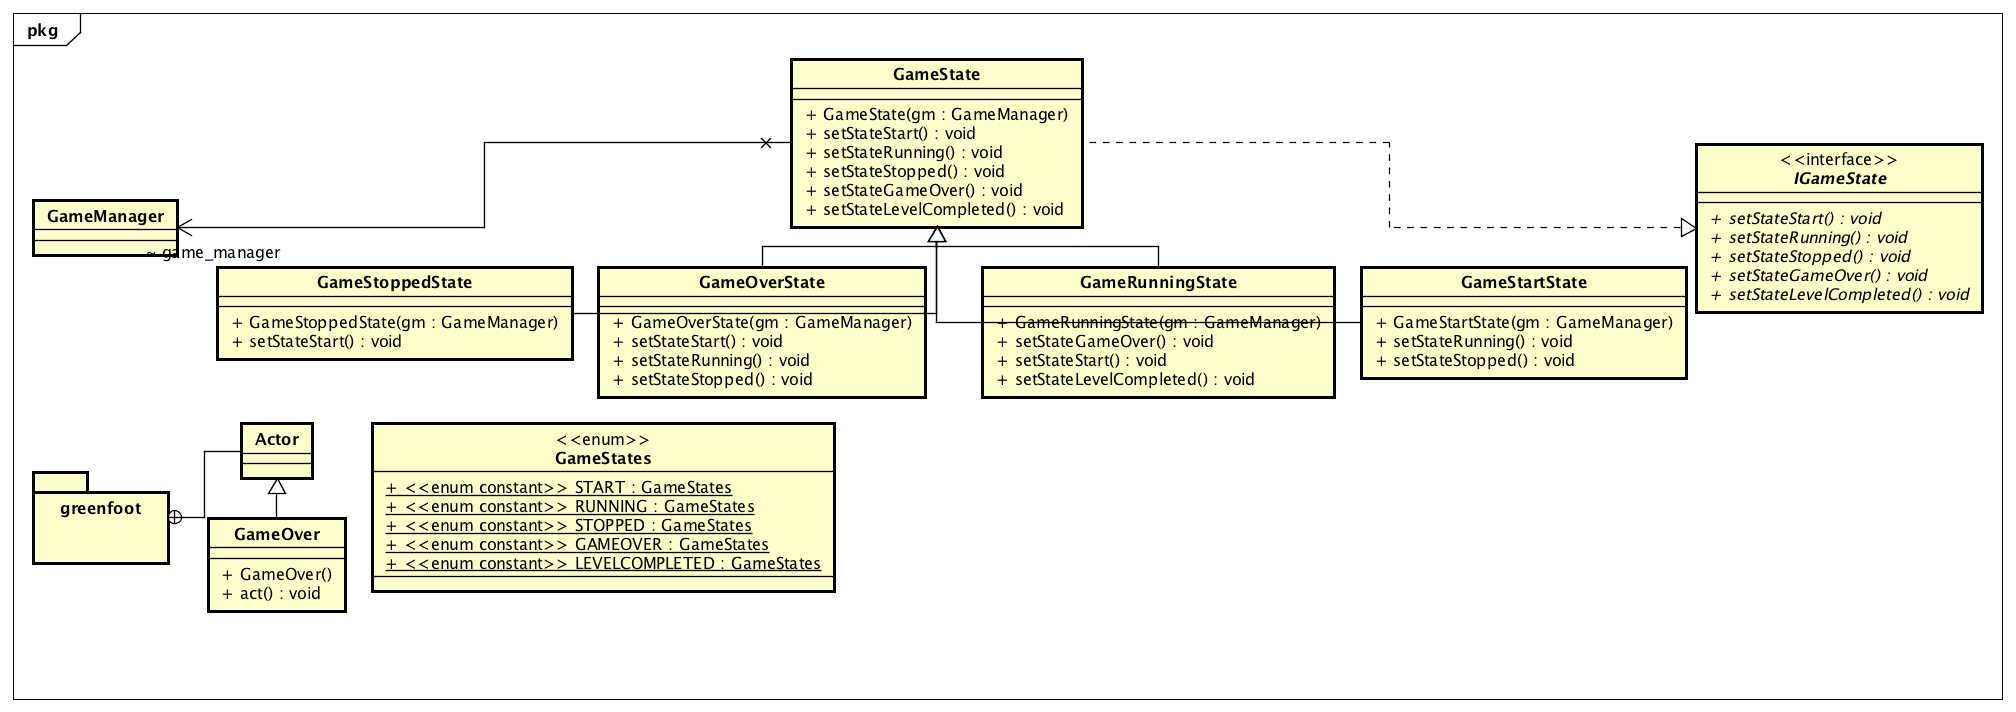 pkg
GameState
+ GameState(gm : GameManager)
+ setStateStart() : void
+ setStateRunning() : void
+ setStateStopped() : void
+ setStateGameOver() : void
+ setStateLevelCompleted() : void
<<interface>>
IGameState
+ setStateStart() : void
+ setStateRunning() : void
+ setStateStopped() : void
+ setStateGameOver() : void
+ setStateLevelCompleted() : void
GameManager
~ game_manager
GameStoppedState
+ GameStoppedState(gm : GameManager)
+ setStateStart() : void
GameOverState
+ GameOverState(gm : GameManager)
+ setStateStart() : void
+ setStateRunning() : void
+ setStateStopped() : void
GameRunningState
+ GameRunningState(gm : GameManager)
+ setStateGameOver() : void
+ setStateStart() : void
+ setStateLevelCompleted() : void
GameStartState
+ GameStartState(gm : GameManager)
+ setStateRunning() : void
+ setStateStopped() : void
Actor
greenfoot
GameOver
+ GameOver()
+ act() : void
<<enum>>
GameStates
+ <<enum constant>> START : GameStates
+ <<enum constant>> RUNNING : GameStates
+ <<enum constant>> STOPPED : GameStates
+ <<enum constant>> GAMEOVER : GameStates
+ <<enum constant>> LEVELCOMPLETED : GameStates